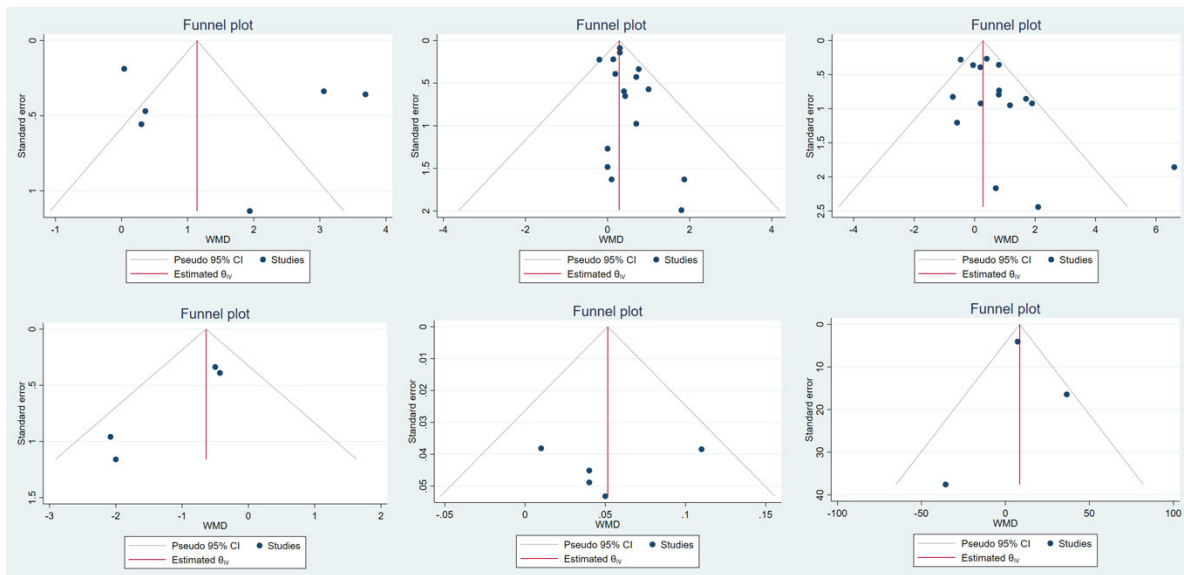 Funnel plot
Standard error
0
.5
1
-1
0
1
2
3
4
WMD
Pseudo 95% CI
Studies
Estimated θIV
Funnel plot
Standard error
0
.5
1
1.5
2
-4
-2
0
2
4
WMD
Pseudo 95% CI
Studies
Estimated θIV
Funnel plot
Standard error
0
.5
1
1.5
2
2.5
-4
-2
0
2
4
6
WMD
Pseudo 95% CI
Studies
Estimated θIV
Funnel plot
Standard error
0
.5
1
1.5
-3
-2
-1
0
1
2
WMD
Pseudo 95% CI
Studies
Estimated θIV
Funnel plot
Standard error
0
.01
.02
.03
.04
.05
-.05
0
.05
.1
.15
WMD
Pseudo 95% CI
Studies
Estimated θIV
Funnel plot
Standard error
0
10
20
30
40
-100
-50
0
50
100
WMD
Pseudo 95% CI
Studies
Estimated θIV